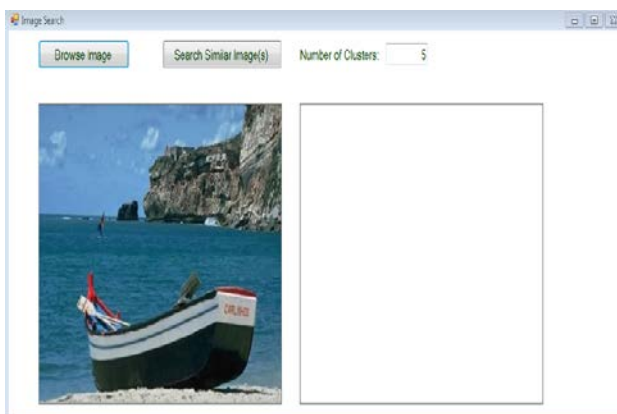 Image Search
Browse Image
Search Similar Image(s)
Number of Clusters: 5